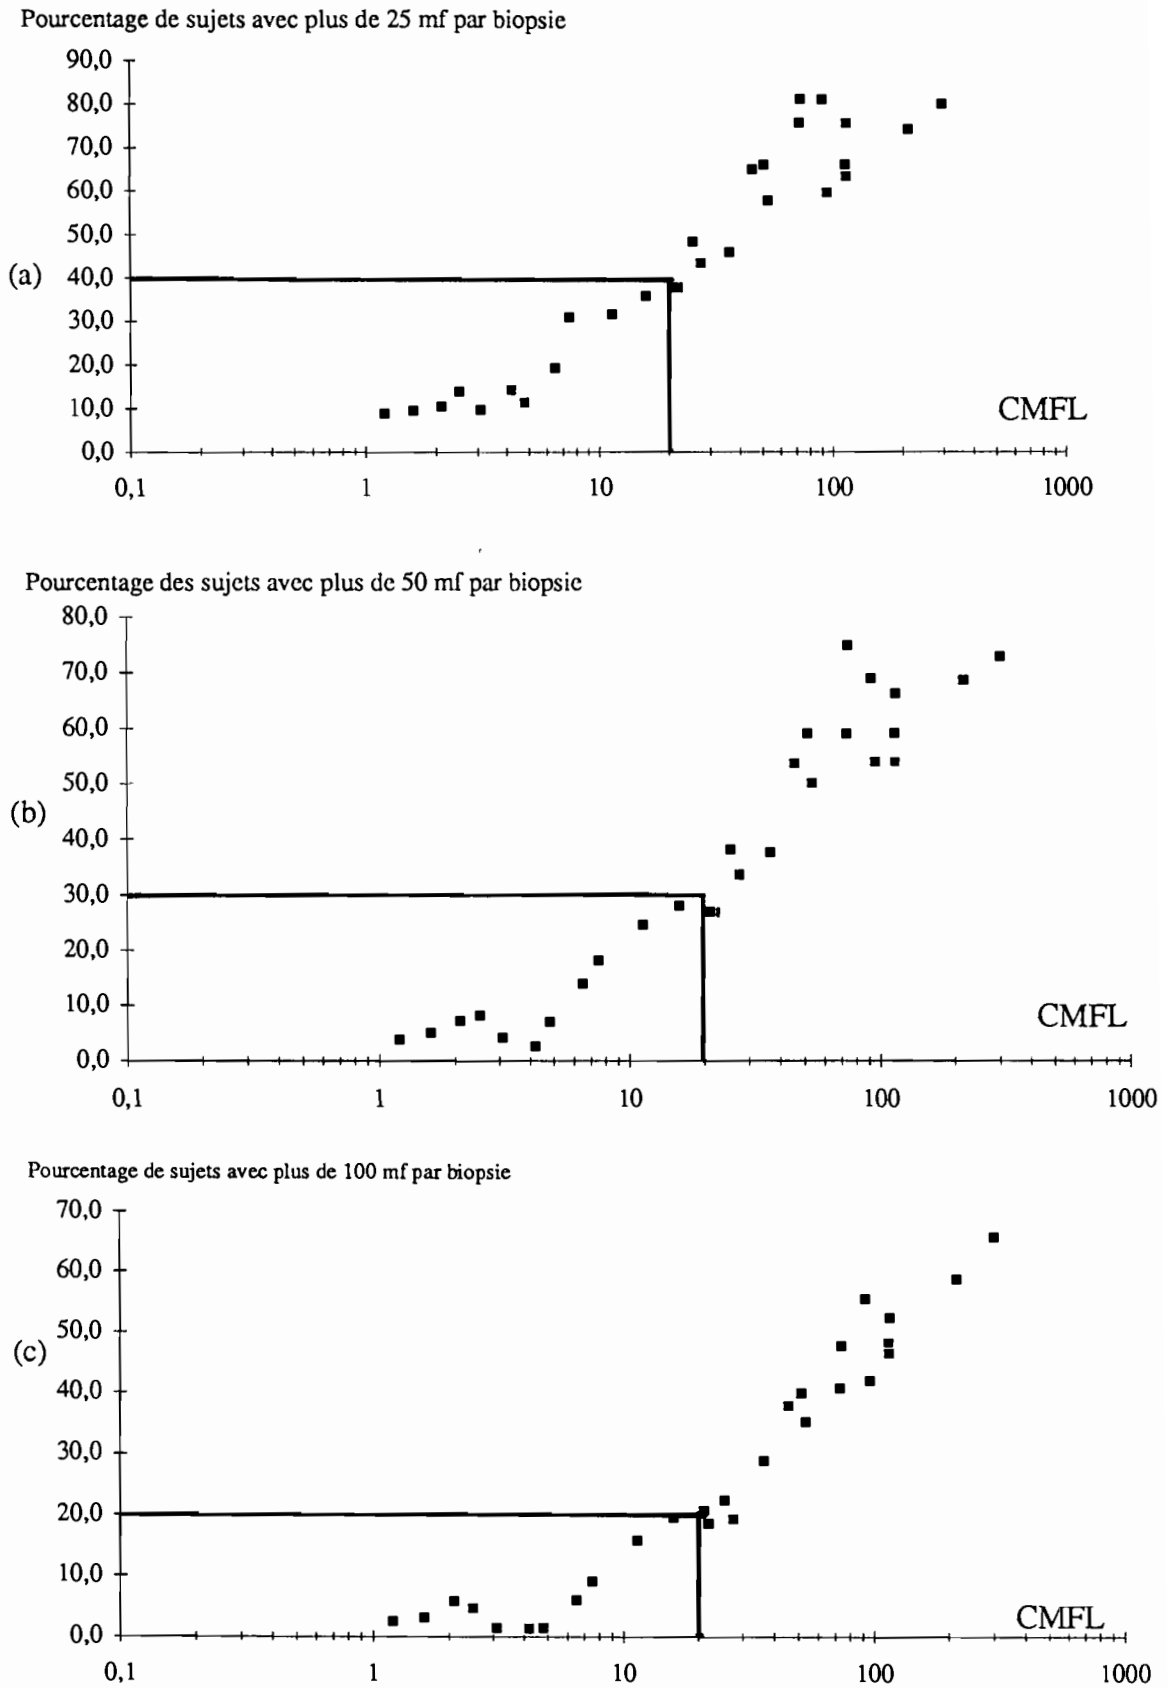 Pourcentage de sujets avec plus de 25 mf par biopsie
90,0
80,0
70,0
60,0
50,0
(a)
40,0
30,0
20,0
10,0
CMFL
0,0
0,1 1 10 100 1000
Pourcentage des sujets avec plus de 50 mf par biopsie
80,0
70,0
60,0
50,0
(b)
40,0
30,0
20,0
10,0
CMFL
0,0
0,1 1 10 100 1000
Pourcentage de sujets avec plus de 100 mf par biopsie
70,0
60,0
50,0
(c)
40,0
30,0
20,0
10,0
CMFL
0,0
0,1 1 10 100 1000